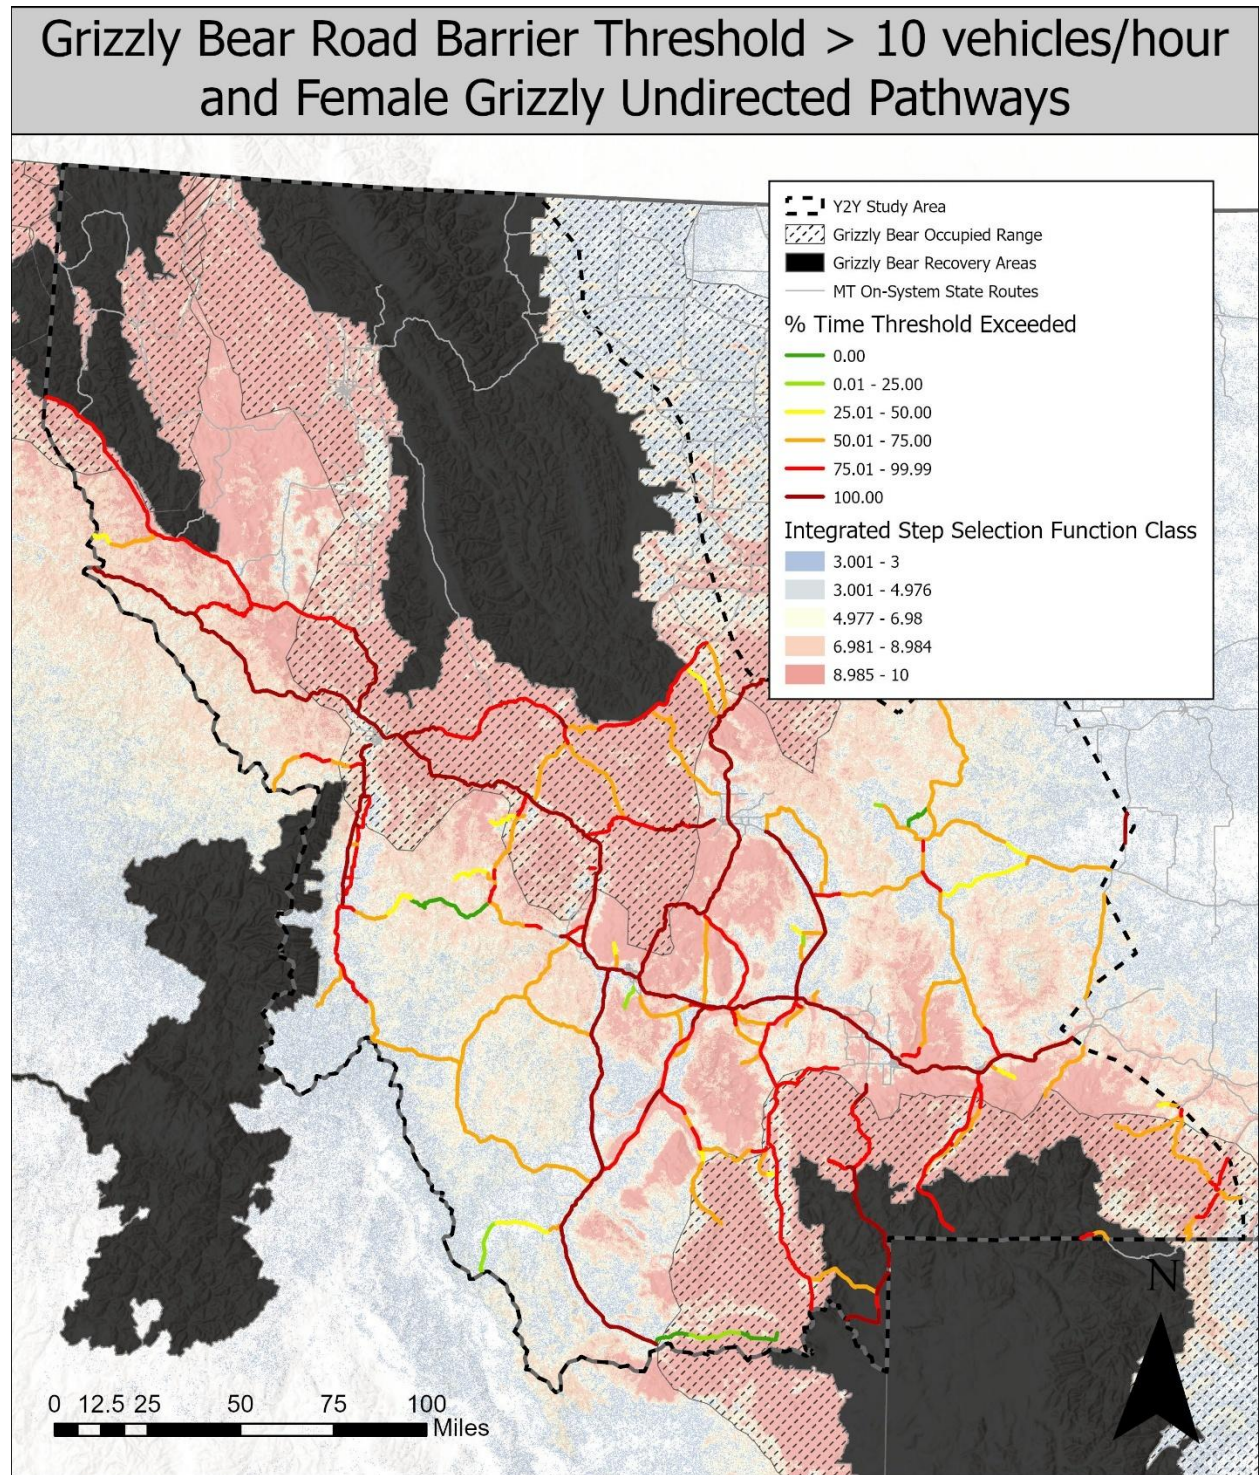 Grizzly Bear Road Barrier Threshold > 10 vehicles/hour
and Female Grizzly Undirected Pathways
Y2Y Study Area
Grizzly Bear Occupied Range
Grizzly Bear Recovery Areas
MT On-System State Routes
% Time Threshold Exceeded
0.00
0.01 - 25.00
25.01 - 50.00
50.01 - 75.00
75.01 - 99.99
100.00
Integrated Step Selection Function Class
3.001 - 3
3.001 - 4.976
4.977 - 6.98
6.981 - 8.984
8.985 - 10
N
0 12.5 25 50 75 100
Miles